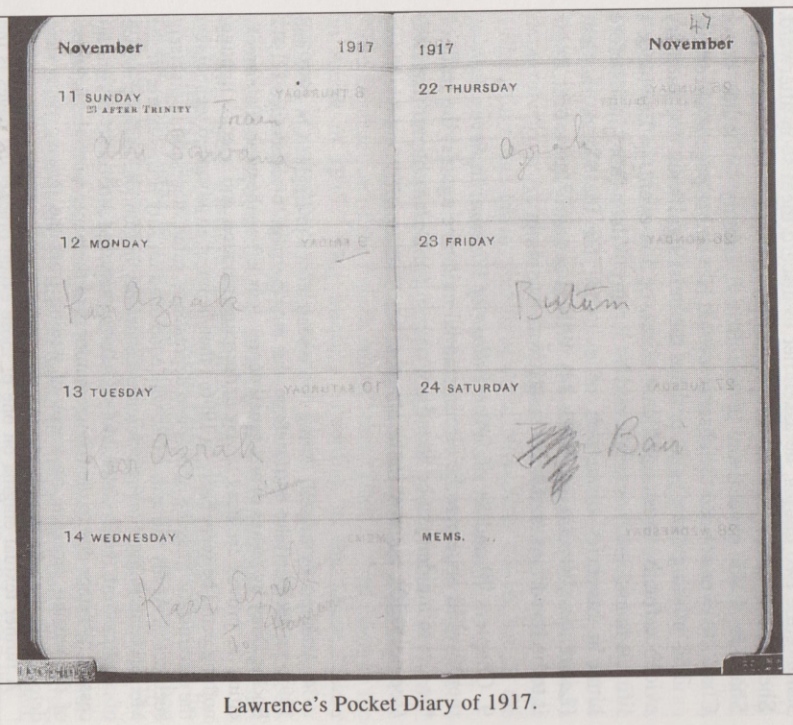 47
November 1917
11 SUNDAY
23 AFTER TRINITY
Train
Abu Sawana
12 MONDAY
Kasr Azrak
13 TUESDAY
Kasr Azrak
14 WEDNESDAY
Kasr Azrak
1917 November
22 THURSDAY
Azrak
23 FRIDAY
Butum
24 SATURDAY
Bair
MEMS.
Lawrence's Pocket Diary of 1917.